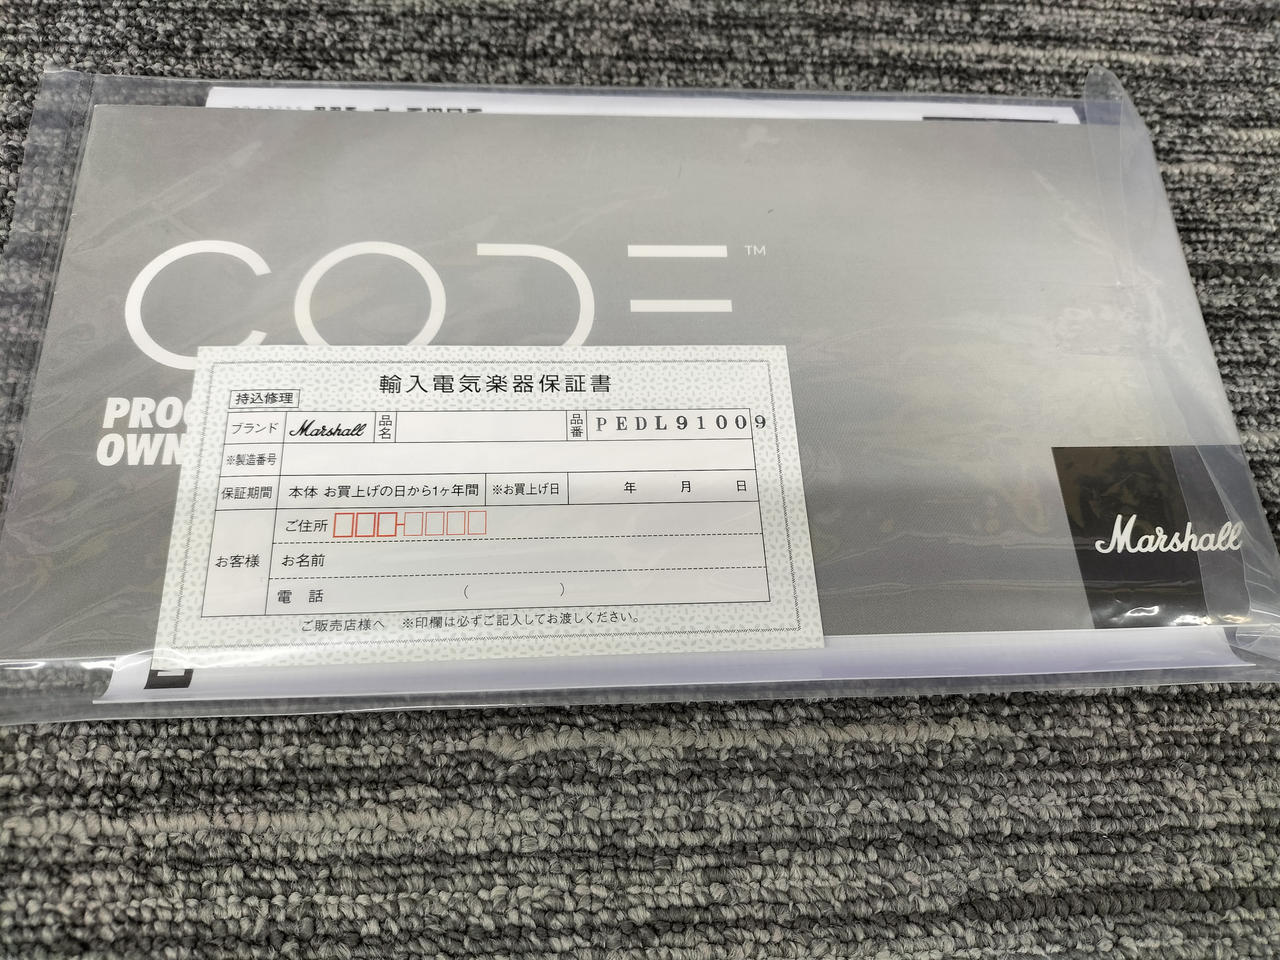 CODE™
PROG
OWN
輸入電気楽器保証書
持込修理
ブランド Marshall 品名 品番 PEDL91009
※製造番号
保証期間 本体 お買上げの日から1ヶ年間 ※お買上げ日 年 月 日
お客様
ご住所
お名前
電話 ( )
ご販売店様へ ※印欄は必ずご記入してお渡しください。
Marshall